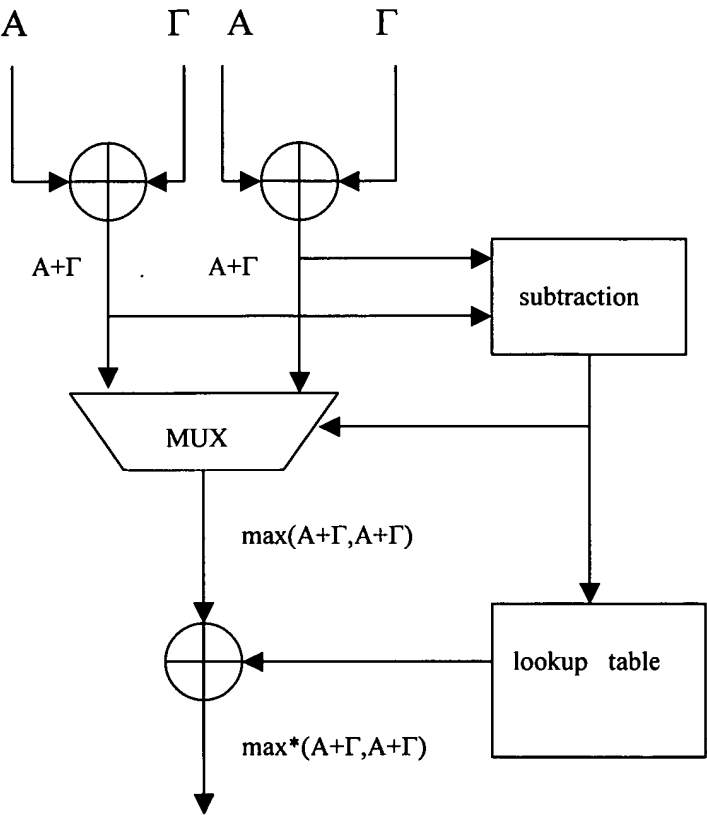 Α Γ Α Γ
Α+Γ Α+Γ
subtraction
MUX
max(Α+Γ,Α+Γ)
lookup table
max*(Α+Γ,Α+Γ)